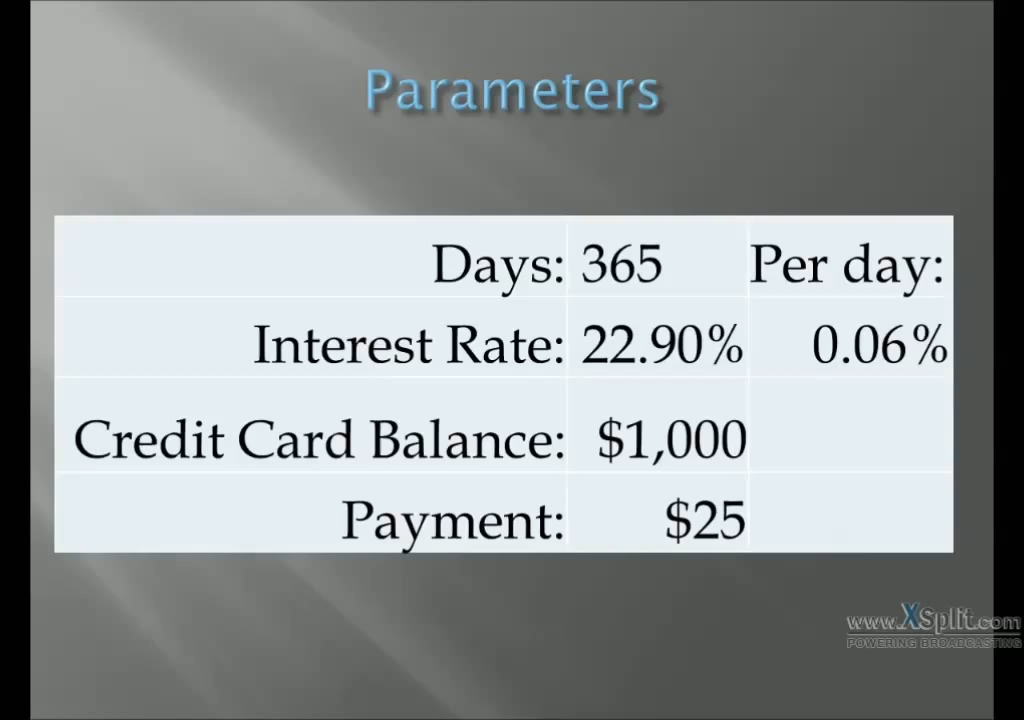 Parameters
Days: 365 Per day:
Interest Rate: 22.90% 0.06%
Credit Card Balance: $1,000
Payment: $25
www.XSplit.com
POWERING BROADCASTING